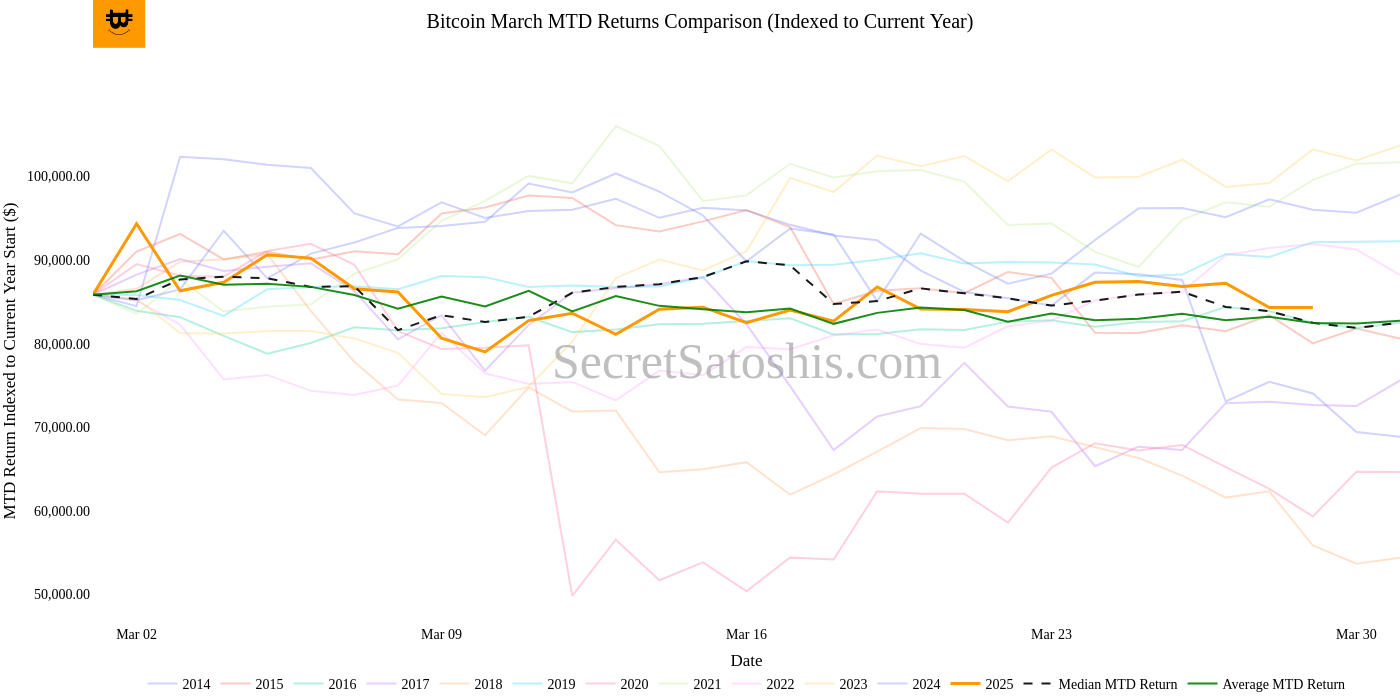 Bitcoin March MTD Returns Comparison (Indexed to Current Year)
MTD Return Indexed to Current Year Start ($)
100,000.00
90,000.00
80,000.00
70,000.00
60,000.00
50,000.00
SecretSatoshis.com
Mar 02 Mar 09 Mar 16 Mar 23 Mar 30
Date
2014 2015 2016 2017 2018 2019 2020 2021 2022 2023 2024 2025 Median MTD Return Average MTD Return